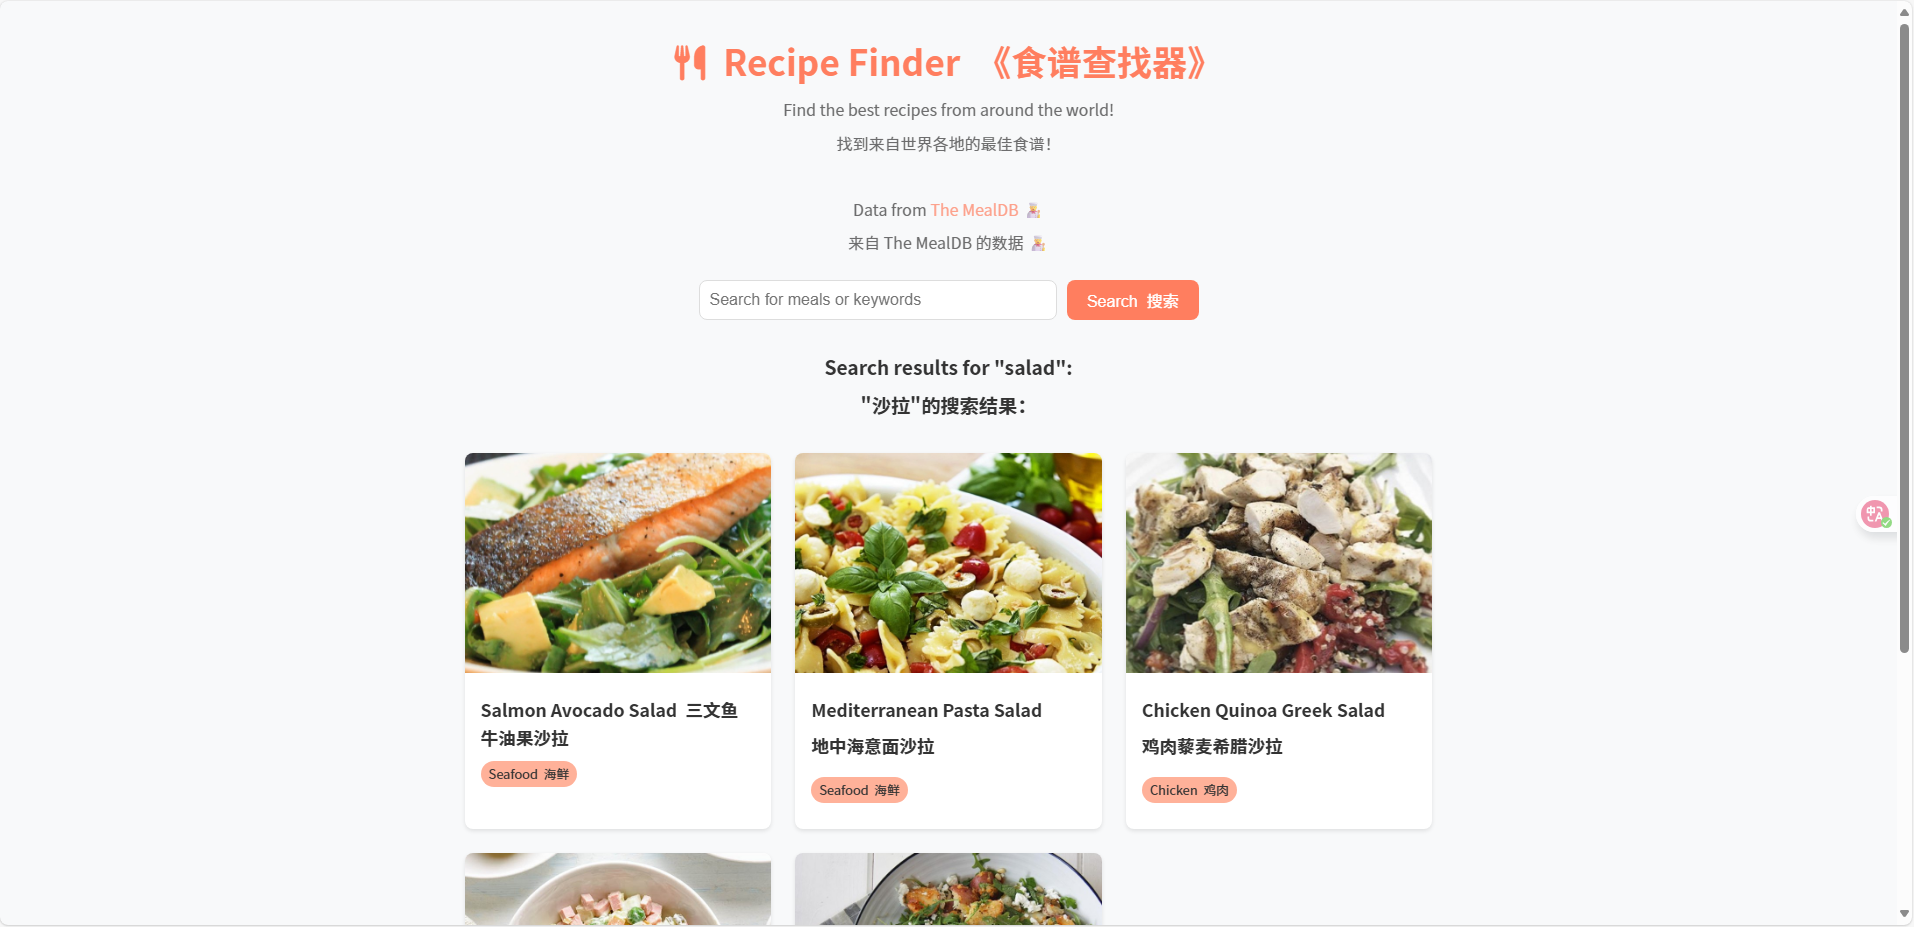 Recipe Finder 《食谱查找器》
Find the best recipes from around the world!
找到来自世界各地的最佳食谱！
Data from The MealDB
来自 The MealDB 的数据
Search for meals or keywords
Search 搜索
Search results for "salad":
"沙拉"的搜索结果：
Salmon Avocado Salad 三文鱼
牛油果沙拉
Seafood 海鲜
Mediterranean Pasta Salad
地中海意面沙拉
Seafood 海鲜
Chicken Quinoa Greek Salad
鸡肉藜麦希腊沙拉
Chicken 鸡肉
中
A